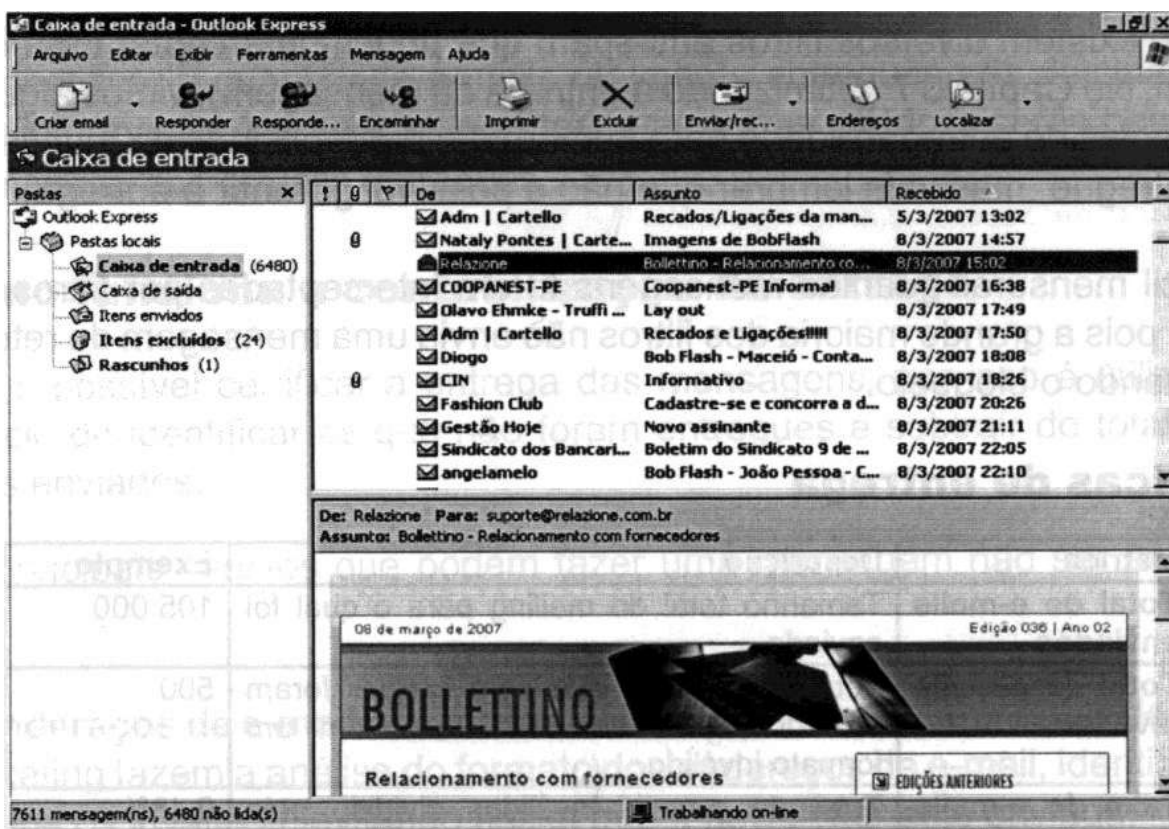 Caixa de entrada - Outlook Express
Arquivo Editar Exibir Ferramentas Mensagem Ajuda
Criar email Responder Responde... Encaminhar Imprimir Excluir Enviar/rec... Endereços Localizar
Caixa de entrada
Pastas
Outlook Express
Pastas locais
Caixa de entrada (6480)
Caixa de saída
Itens enviados
Itens excluídos (24)
Rascunhos (1)
De Assunto Recebido
Adm | Cartello Recados/Ligações da man... 5/3/2007 13:02
Nataly Pontes | Carte... Imagens de BobFlash 8/3/2007 14:57
Relazione Bollettino - Relacionamento co... 8/3/2007 15:02
COOPANEST-PE Coopanest-PE Informa! 8/3/2007 16:38
Olavo Ehmke - Truffi ... Lay out 8/3/2007 17:49
Adm | Cartello Recados-Ligações!!!!! 8/3/2007 17:50
Diogo Bob Flash - Maceió - Conta... 8/3/2007 18:08
CIN Informativo 8/3/2007 18:26
Fashion Club Cadastre-se e concorra a d... 8/3/2007 20:26
Gestão Hoje Novo assinante 8/3/2007 21:11
Sindicato dos Bancari... Boletim do Sindicato 9 de ... 8/3/2007 22:05
angelamelo Bob Flash - João Pessoa - C... 8/3/2007 22:10
De: Relazione Para: suporte@relazione.com.br
Assunto: Bollettino - Relacionamento com fornecedores
08 de março de 2007 Edição 036 | Ano 02
BOLLETTINO
Relacionamento com fornecedores EDIÇÕES ANTERIORES
7611 mensagem(ns), 6480 não lida(s) Trabalhando on-line